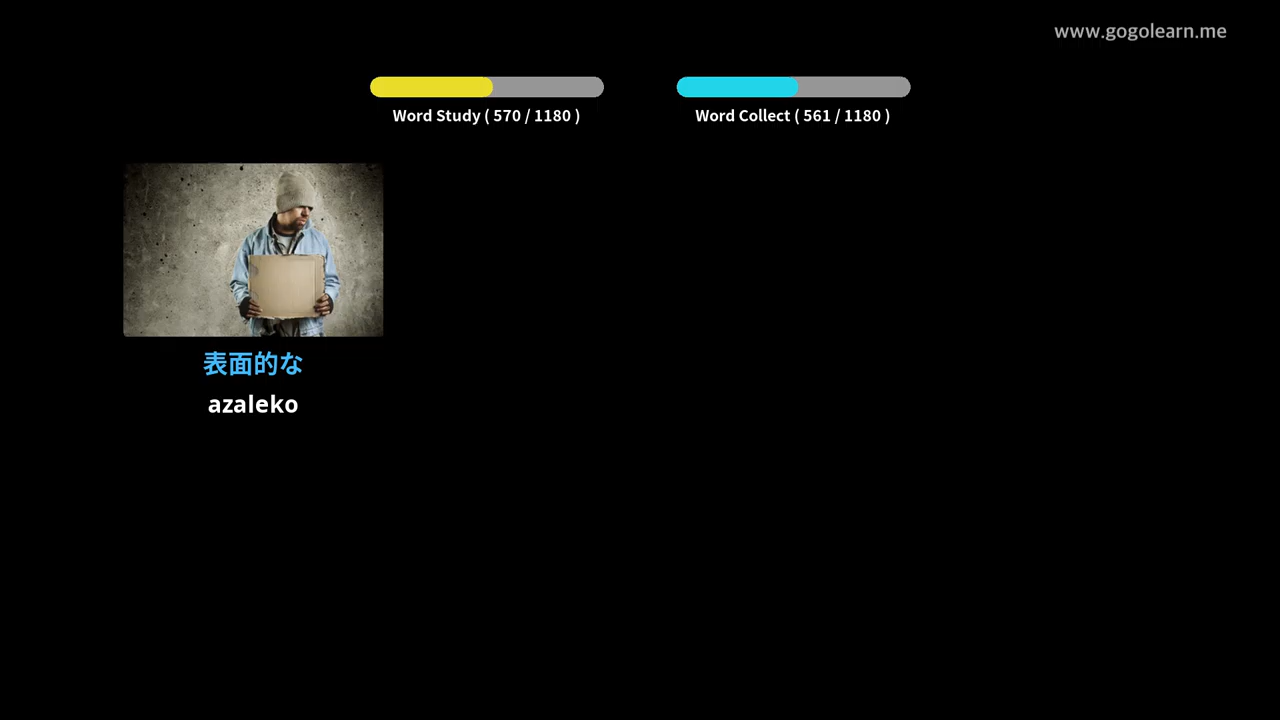 www.gogolearn.me
Word Study ( 570 / 1180 )
Word Collect ( 561 / 1180 )
表面的な
azaleko